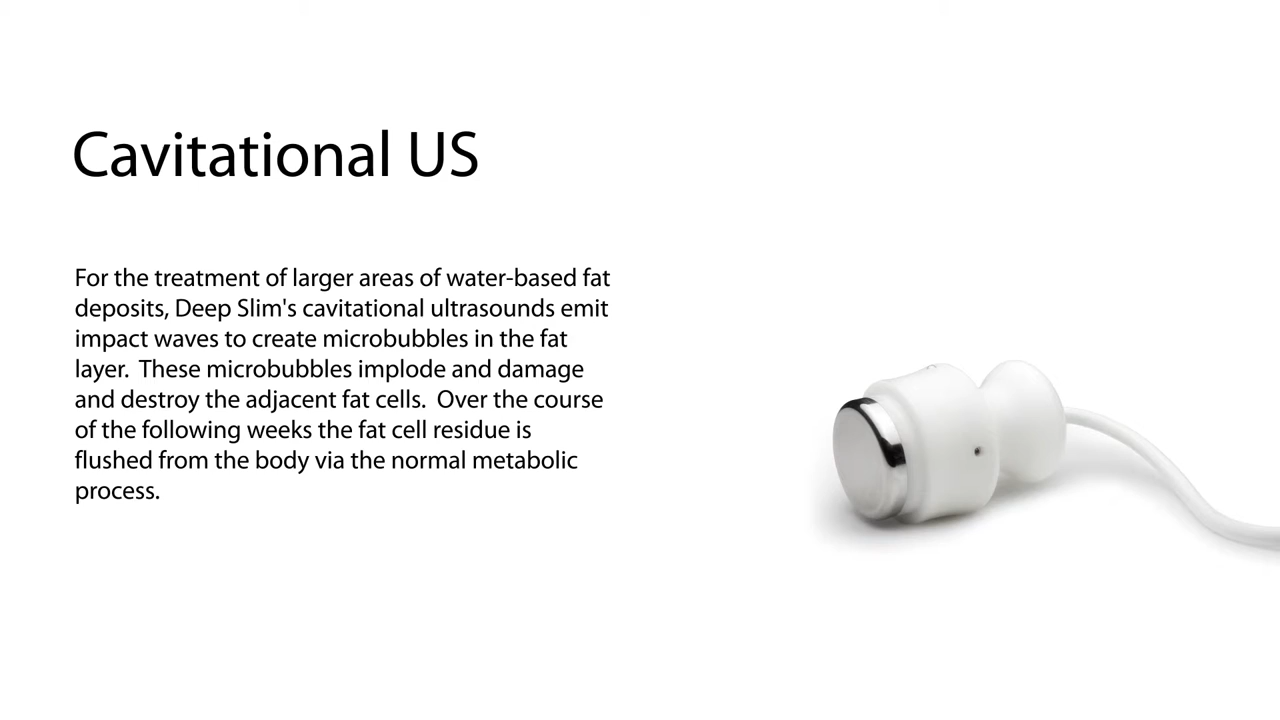 Cavitational US
For the treatment of larger areas of water-based fat
deposits, Deep Slim's cavitational ultrasounds emit
impact waves to create microbubbles in the fat
layer.  These microbubbles implode and damage
and destroy the adjacent fat cells.  Over the course
of the following weeks the fat cell residue is
flushed from the body via the normal metabolic
process.